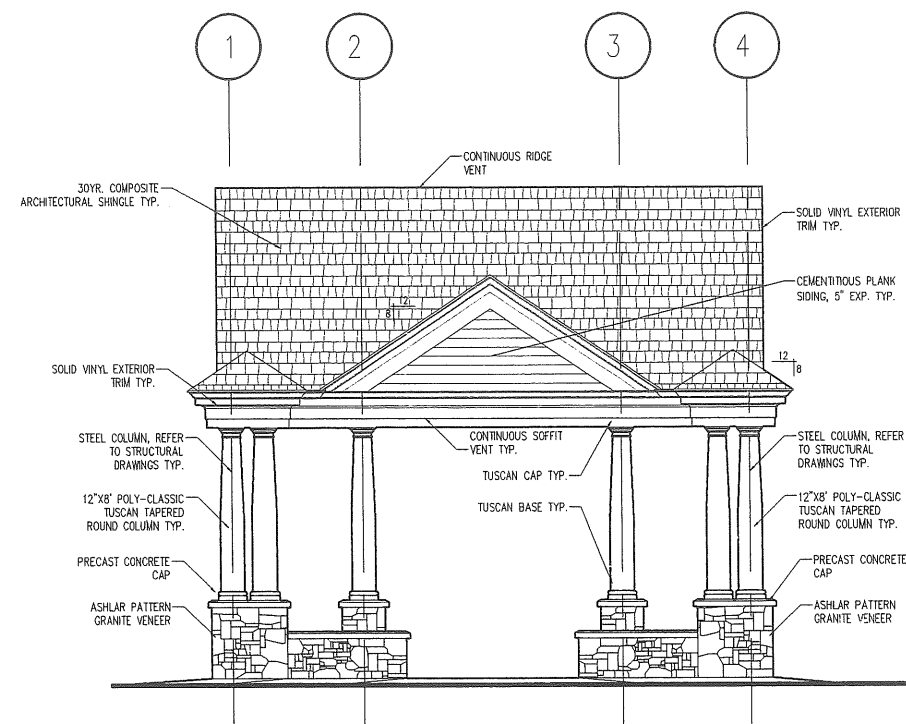 1
2
3
4
CONTINUOUS RIDGE
VENT
30YR. COMPOSITE
ARCHITECTURAL SHINGLE TYP.
SOLID VINYL EXTERIOR
TRIM TYP.
CEMENTITIOUS PLANK
SIDING, 5" EXP. TYP.
12
8
12
8
SOLID VINYL EXTERIOR
TRIM TYP.
STEEL COLUMN, REFER
TO STRUCTURAL
DRAWINGS TYP.
CONTINUOUS SOFFIT
VENT TYP.
TUSCAN CAP TYP.
STEEL COLUMN, REFER
TO STRUCTURAL
DRAWINGS TYP.
12"X8' POLY-CLASSIC
TUSCAN TAPERED
ROUND COLUMN TYP.
TUSCAN BASE TYP.
12"X8' POLY-CLASSIC
TUSCAN TAPERED
ROUND COLUMN TYP.
PRECAST CONCRETE
CAP
PRECAST CONCRETE
CAP
ASHLAR PATTERN
GRANITE VENEER
ASHLAR PATTERN
GRANITE VENEER